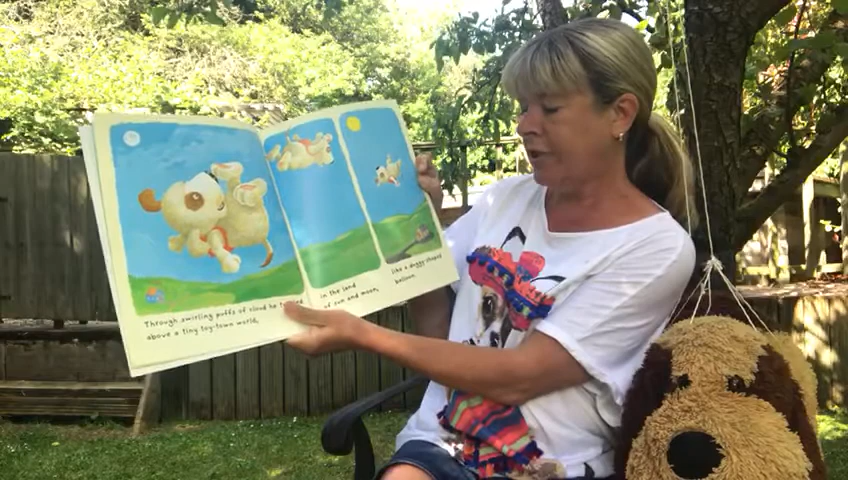 Through swirling puffs of cloud he
above a tiny toy-town world,
in the land
of sun and moon,
like a doggy-shaped
balloon.